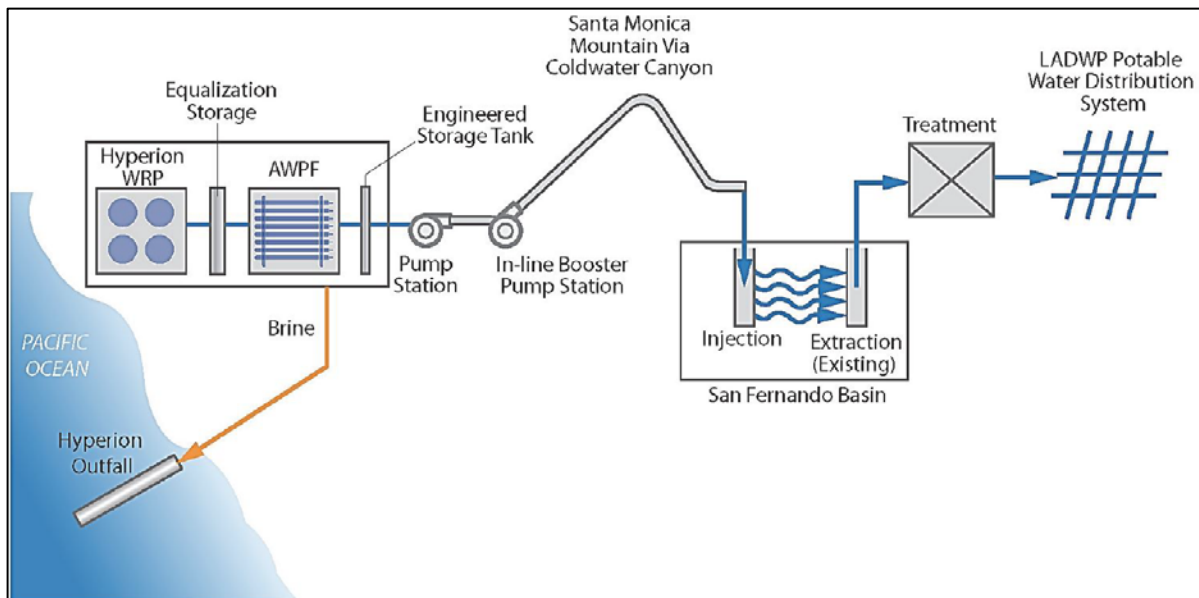 Santa Monica
Mountain Via
Coldwater Canyon
LADWP Potable
Water Distribution
System
Equalization
Storage
Engineered
Storage Tank
Treatment
Hyperion
WRP
AWPF
Pump
Station
In-line Booster
Pump Station
Brine
Injection
Extraction
(Existing)
San Fernando Basin
PACIFIC
OCEAN
Hyperion
Outfall